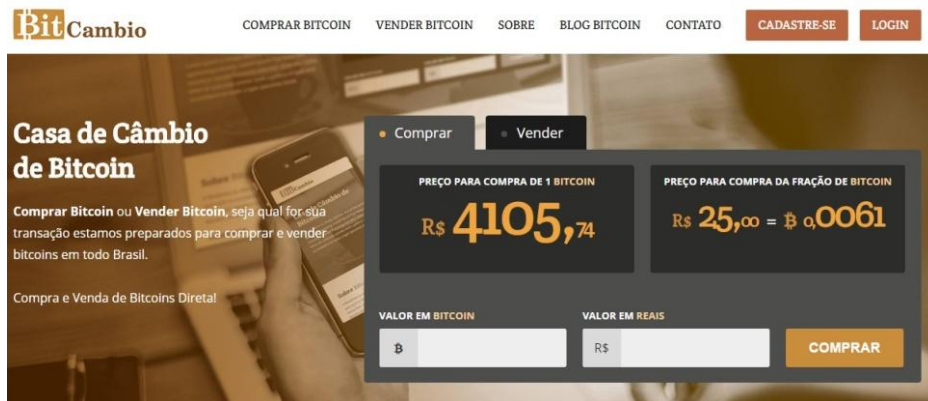 BitCambio
COMPRAR BITCOIN VENDER BITCOIN SOBRE BLOG BITCOIN CONTATO CADASTRE-SE LOGIN
Casa de Câmbio
de Bitcoin
Comprar Bitcoin ou Vender Bitcoin, seja qual for sua
transação estamos preparados para comprar e vender
bitcoins em todo Brasil.
Compra e Venda de Bitcoins Direta!
Comprar Vender
PREÇO PARA COMPRA DE 1 BITCOIN
R$ 4105,74
PREÇO PARA COMPRA DA FRAÇÃO DE BITCOIN
R$ 25,00 = ₿ 0,0061
VALOR EM BITCOIN
₿
VALOR EM REAIS
R$
COMPRAR